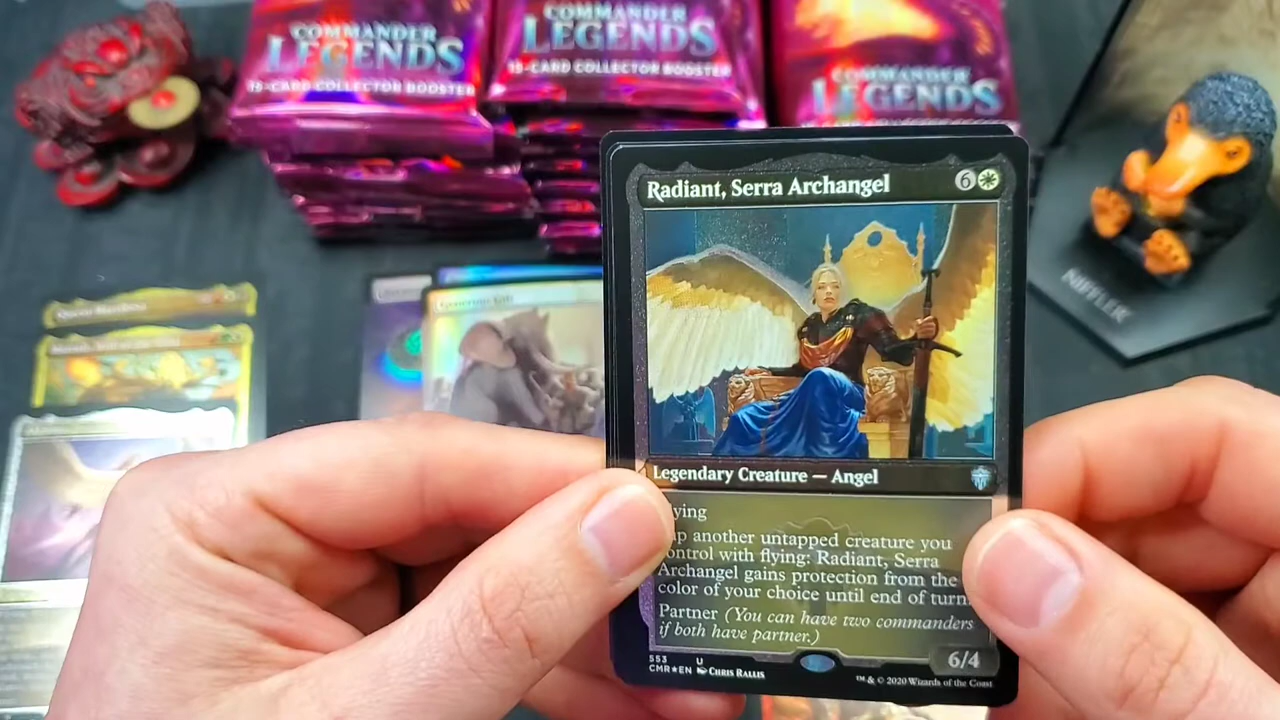 COMMANDER
LEGENDS
15-CARD COLLECTOR BOOSTER
COMMANDER
LEGENDS
15-CARD COLLECTOR BOOSTER
COMMANDER
LEGENDS
NIFFLER
Radiant, Serra Archangel 6
Legendary Creature — Angel
ying
p another untapped creature you
ontrol with flying: Radiant, Serra
Archangel gains protection from the
color of your choice until end of turn.
Partner (You can have two commanders
if both have partner.)
6/4
553 U
CMR★EN Chris Rallis
™ & © 2020 Wizards of the Coast